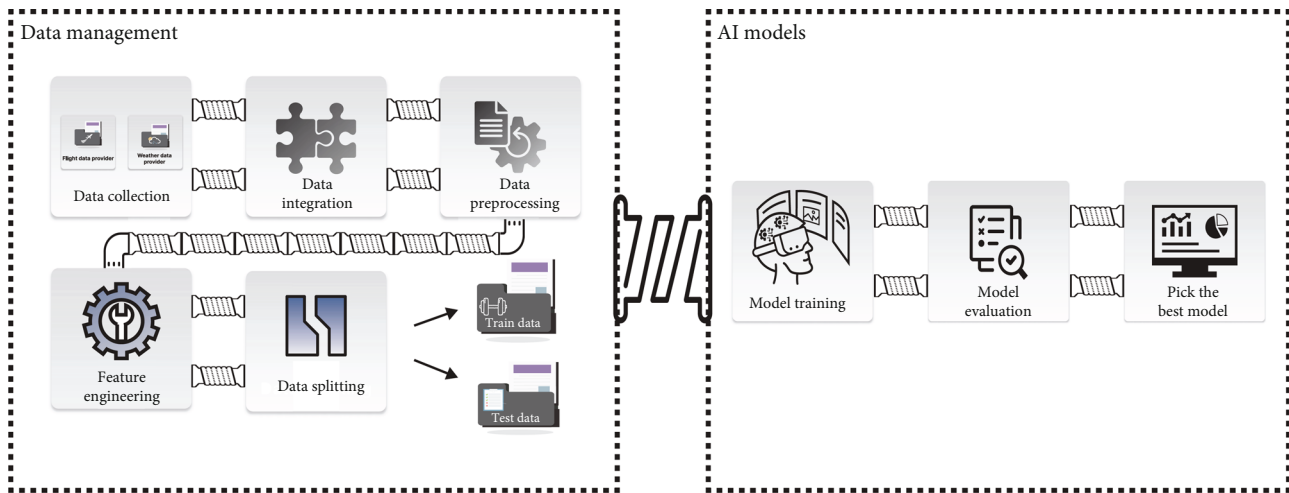 Data management
Flight data provider
Weather data
provider
Data collection
Data
integration
Data
preprocessing
Feature
engineering
Data splitting
Train data
Test data
AI models
Model training
Model
evaluation
Pick the
best model